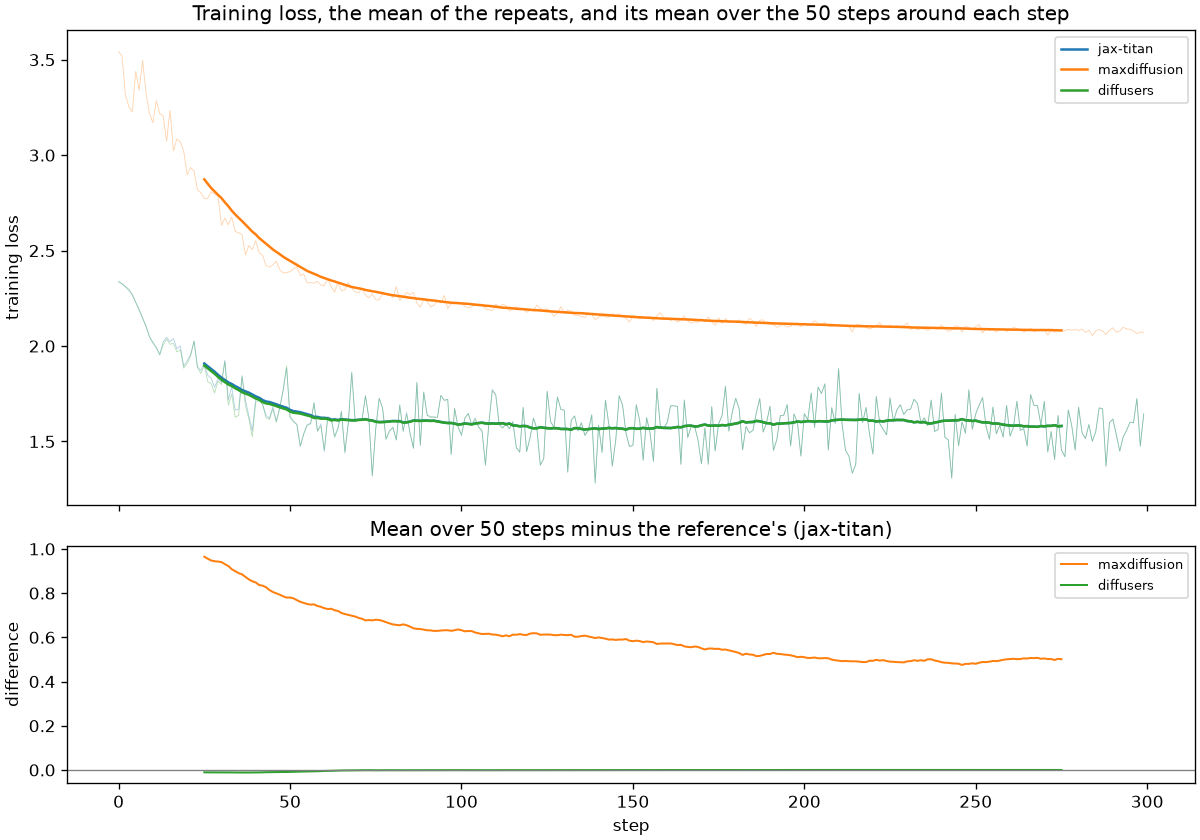 Training loss, the mean of the repeats, and its mean over the 50 steps around each step
jax-titan
maxdiffusion
diffusers
training loss
3.5
3.0
2.5
2.0
1.5
Mean over 50 steps minus the reference's (jax-titan)
maxdiffusion
diffusers
difference
1.0
0.8
0.6
0.4
0.2
0.0
0 50 100 150 200 250 300
step